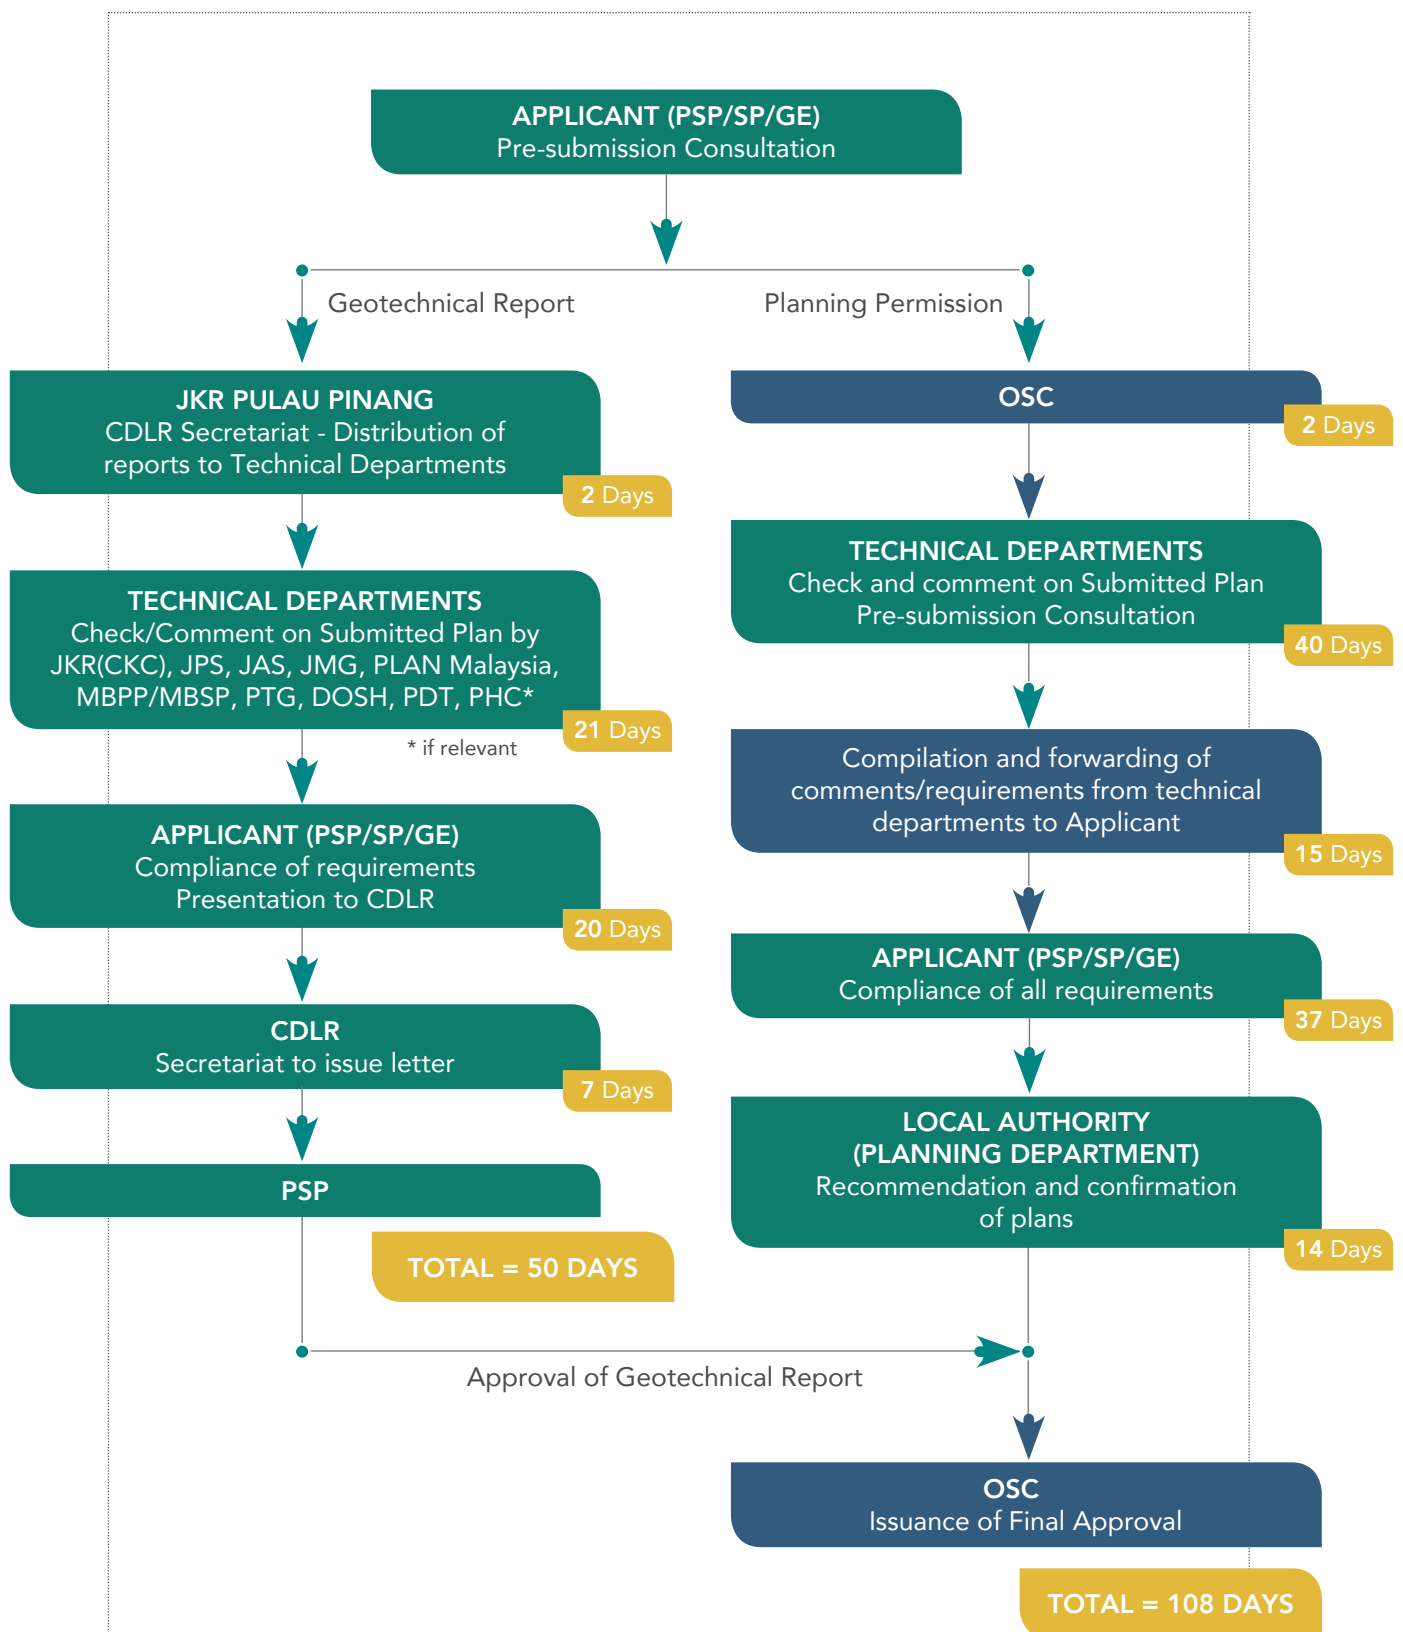 APPLICANT (PSP/SP/GE)
Pre-submission Consultation
Geotechnical Report
Planning Permission
JKR PULAU PINANG
CDLR Secretariat - Distribution of
reports to Technical Departments
2 Days
TECHNICAL DEPARTMENTS
Check/Comment on Submitted Plan by
JKR(CKC), JPS, JAS, JMG, PLAN Malaysia,
MBPP/MBSP, PTG, DOSH, PDT, PHC*
21 Days
* if relevant
APPLICANT (PSP/SP/GE)
Compliance of requirements
Presentation to CDLR
20 Days
CDLR
Secretariat to issue letter
7 Days
PSP
TOTAL = 50 DAYS
Approval of Geotechnical Report
OSC
2 Days
TECHNICAL DEPARTMENTS
Check and comment on Submitted Plan
Pre-submission Consultation
40 Days
Compilation and forwarding of
comments/requirements from technical
departments to Applicant
15 Days
APPLICANT (PSP/SP/GE)
Compliance of all requirements
37 Days
LOCAL AUTHORITY
(PLANNING DEPARTMENT)
Recommendation and confirmation
of plans
14 Days
OSC
Issuance of Final Approval
TOTAL = 108 DAYS